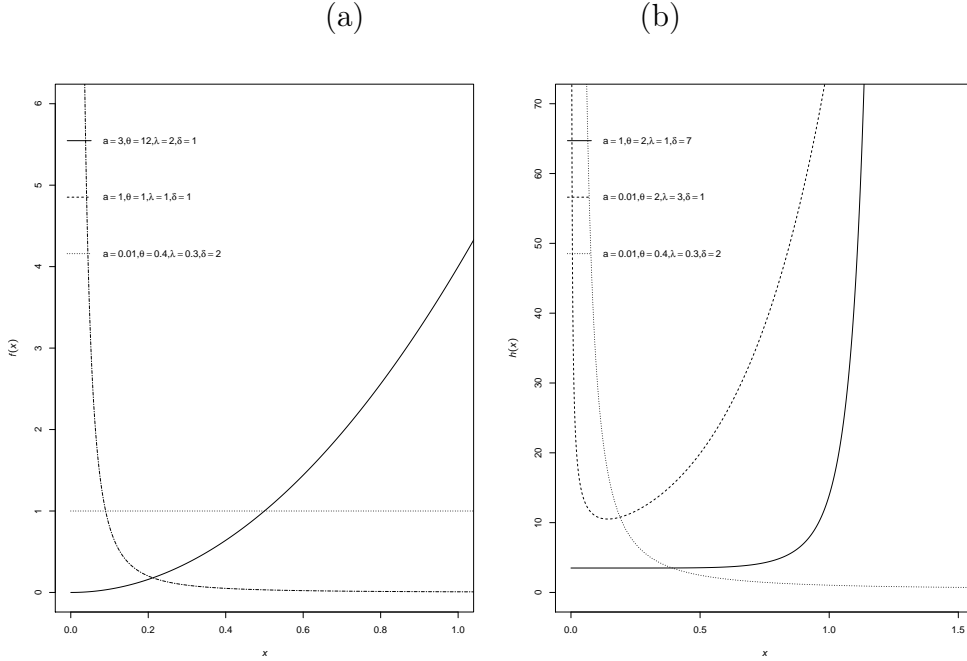 (a)
f(x)
6
5
4
3
2
1
0
a = 3,θ = 12,λ = 2,δ = 1
a = 1,θ = 1,λ = 1,δ = 1
a = 0.01,θ = 0.4,λ = 0.3,δ = 2
0.0 0.2 0.4 0.6 0.8 1.0
x
(b)
h(x)
70
60
50
40
30
20
10
0
a = 1,θ = 2,λ = 1,δ = 7
a = 0.01,θ = 2,λ = 3,δ = 1
a = 0.01,θ = 0.4,λ = 0.3,δ = 2
0.0 0.5 1.0 1.5
x